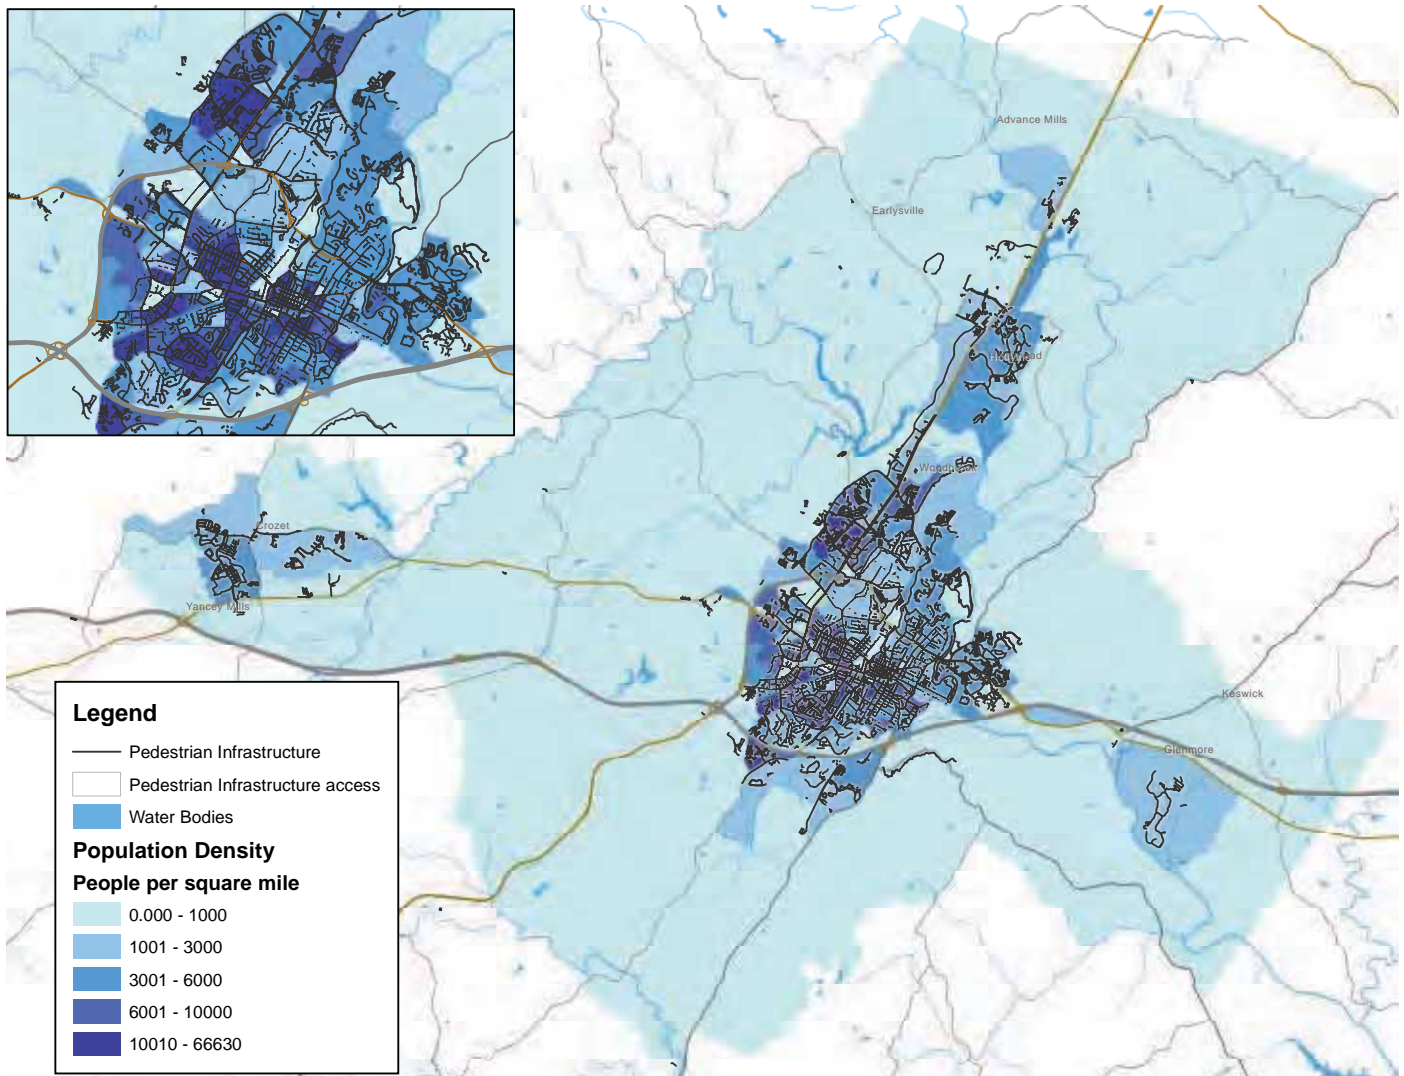 Advance Mills
Earlysville
Hollymead
Crozet
Yancey Mills
Keswick
Glenmore
Legend
Pedestrian Infrastructure
Pedestrian Infrastructure access
Water Bodies
Population Density
People per square mile
0.000 - 1000
1001 - 3000
3001 - 6000
6001 - 10000
10010 - 66630